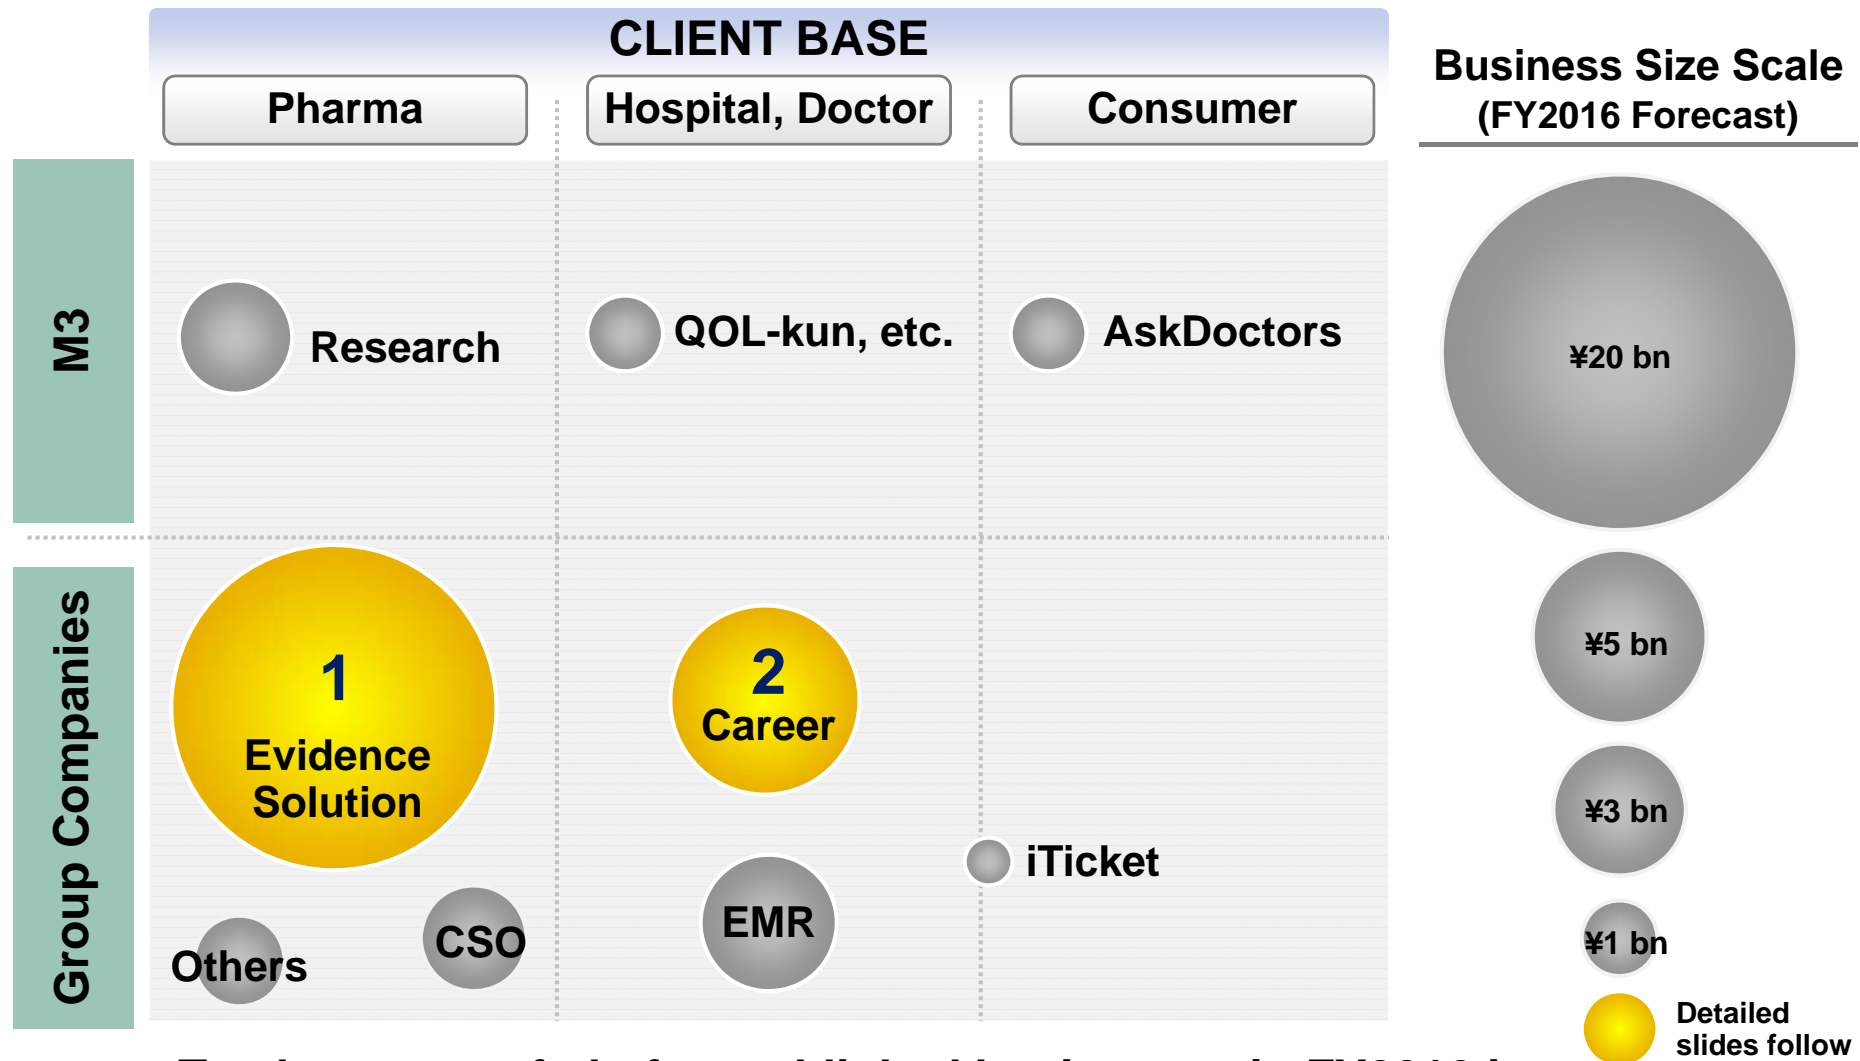 CLIENT BASE
Pharma
Hospital, Doctor
Consumer
Business Size Scale
(FY2016 Forecast)
M3
Research
QOL-kun, etc.
AskDoctors
¥20 bn
Group Companies
1
Evidence
Solution
2
Career
Others
CSO
EMR
iTicket
¥5 bn
¥3 bn
¥1 bn
Detailed
slides follow